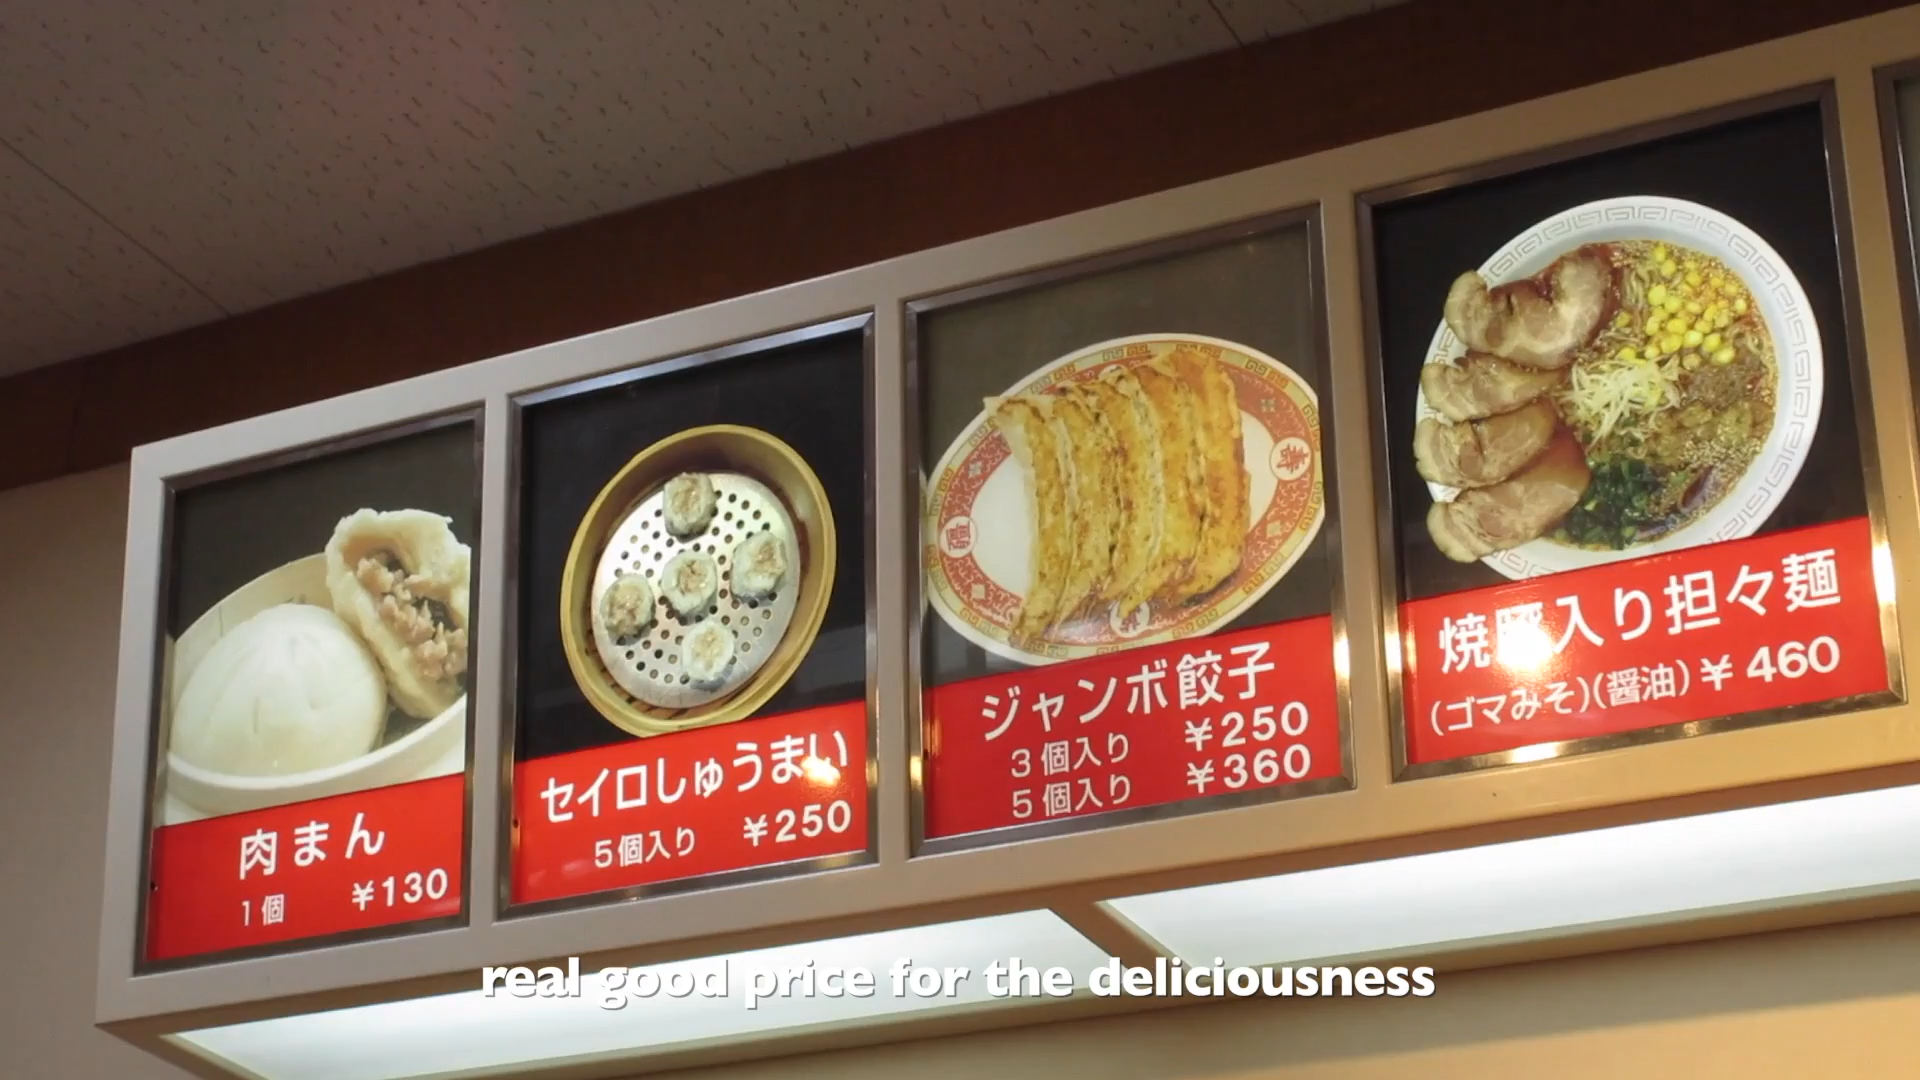 肉まん
1個 ¥130
セイロしゅうまい
5個入り ¥250
ジャンボ餃子
3個入り ¥250
5個入り ¥360
焼豚入り担々麺
(ゴマみそ)(醤油) ¥460
real good price for the deliciousness